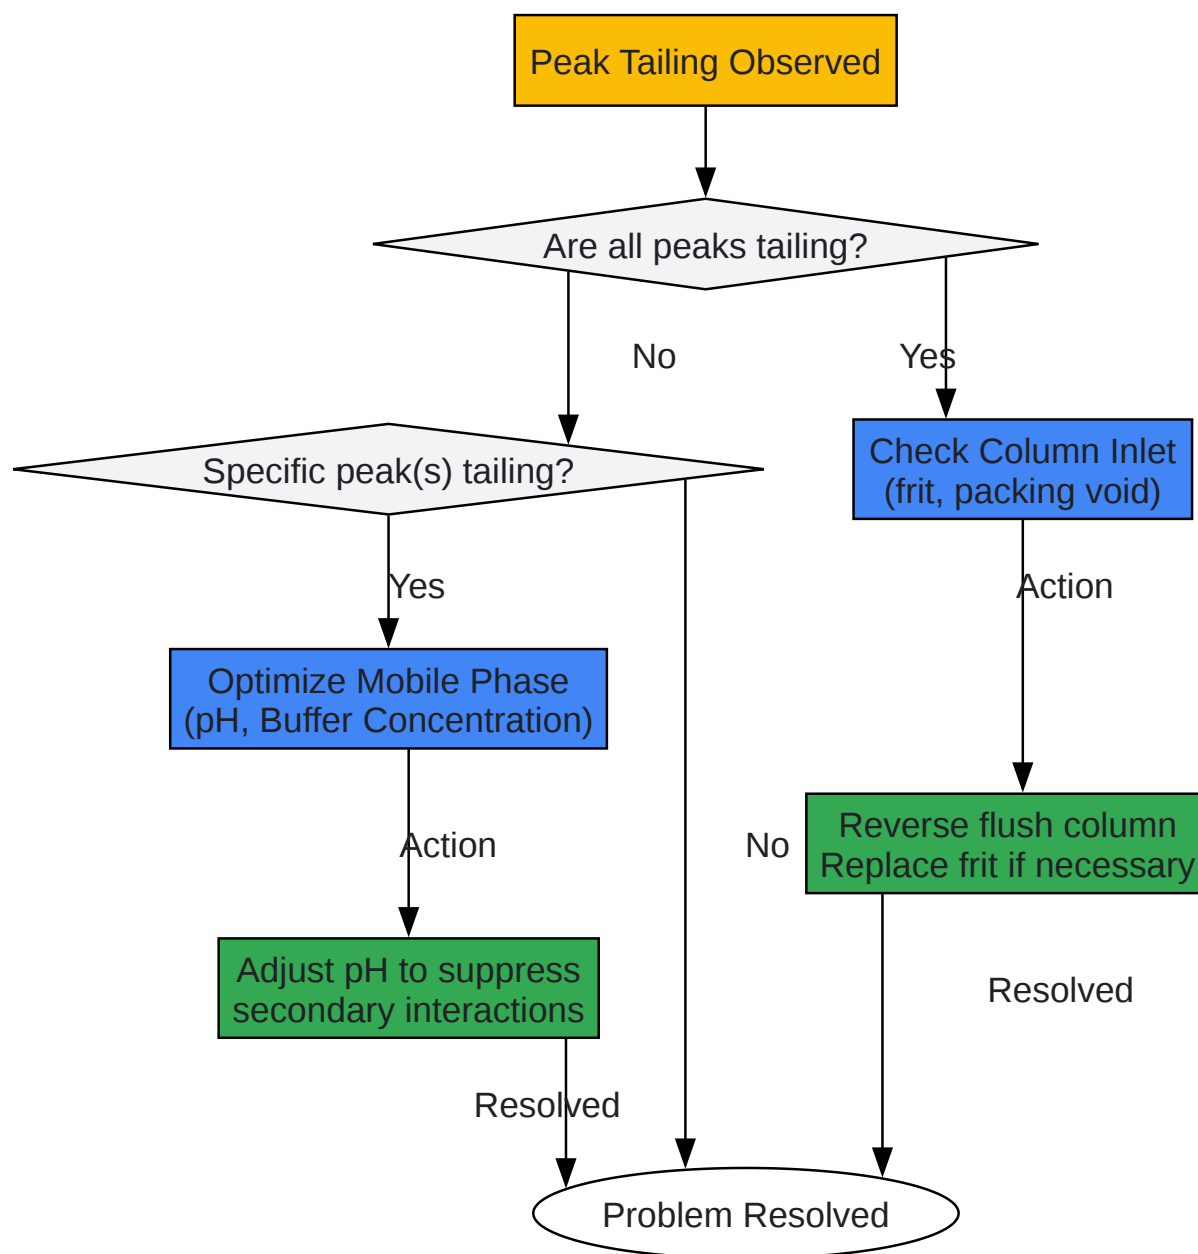 Peak Tailing Observed
Are all peaks tailing?
No
Yes
Specific peak(s) tailing?
Check Column Inlet
(frit, packing void)
Yes
Action
Optimize Mobile Phase
(pH, Buffer Concentration)
Action
No
Reverse flush column
Replace frit if necessary
Adjust pH to suppress
secondary interactions
Resolved
Resolved
Problem Resolved